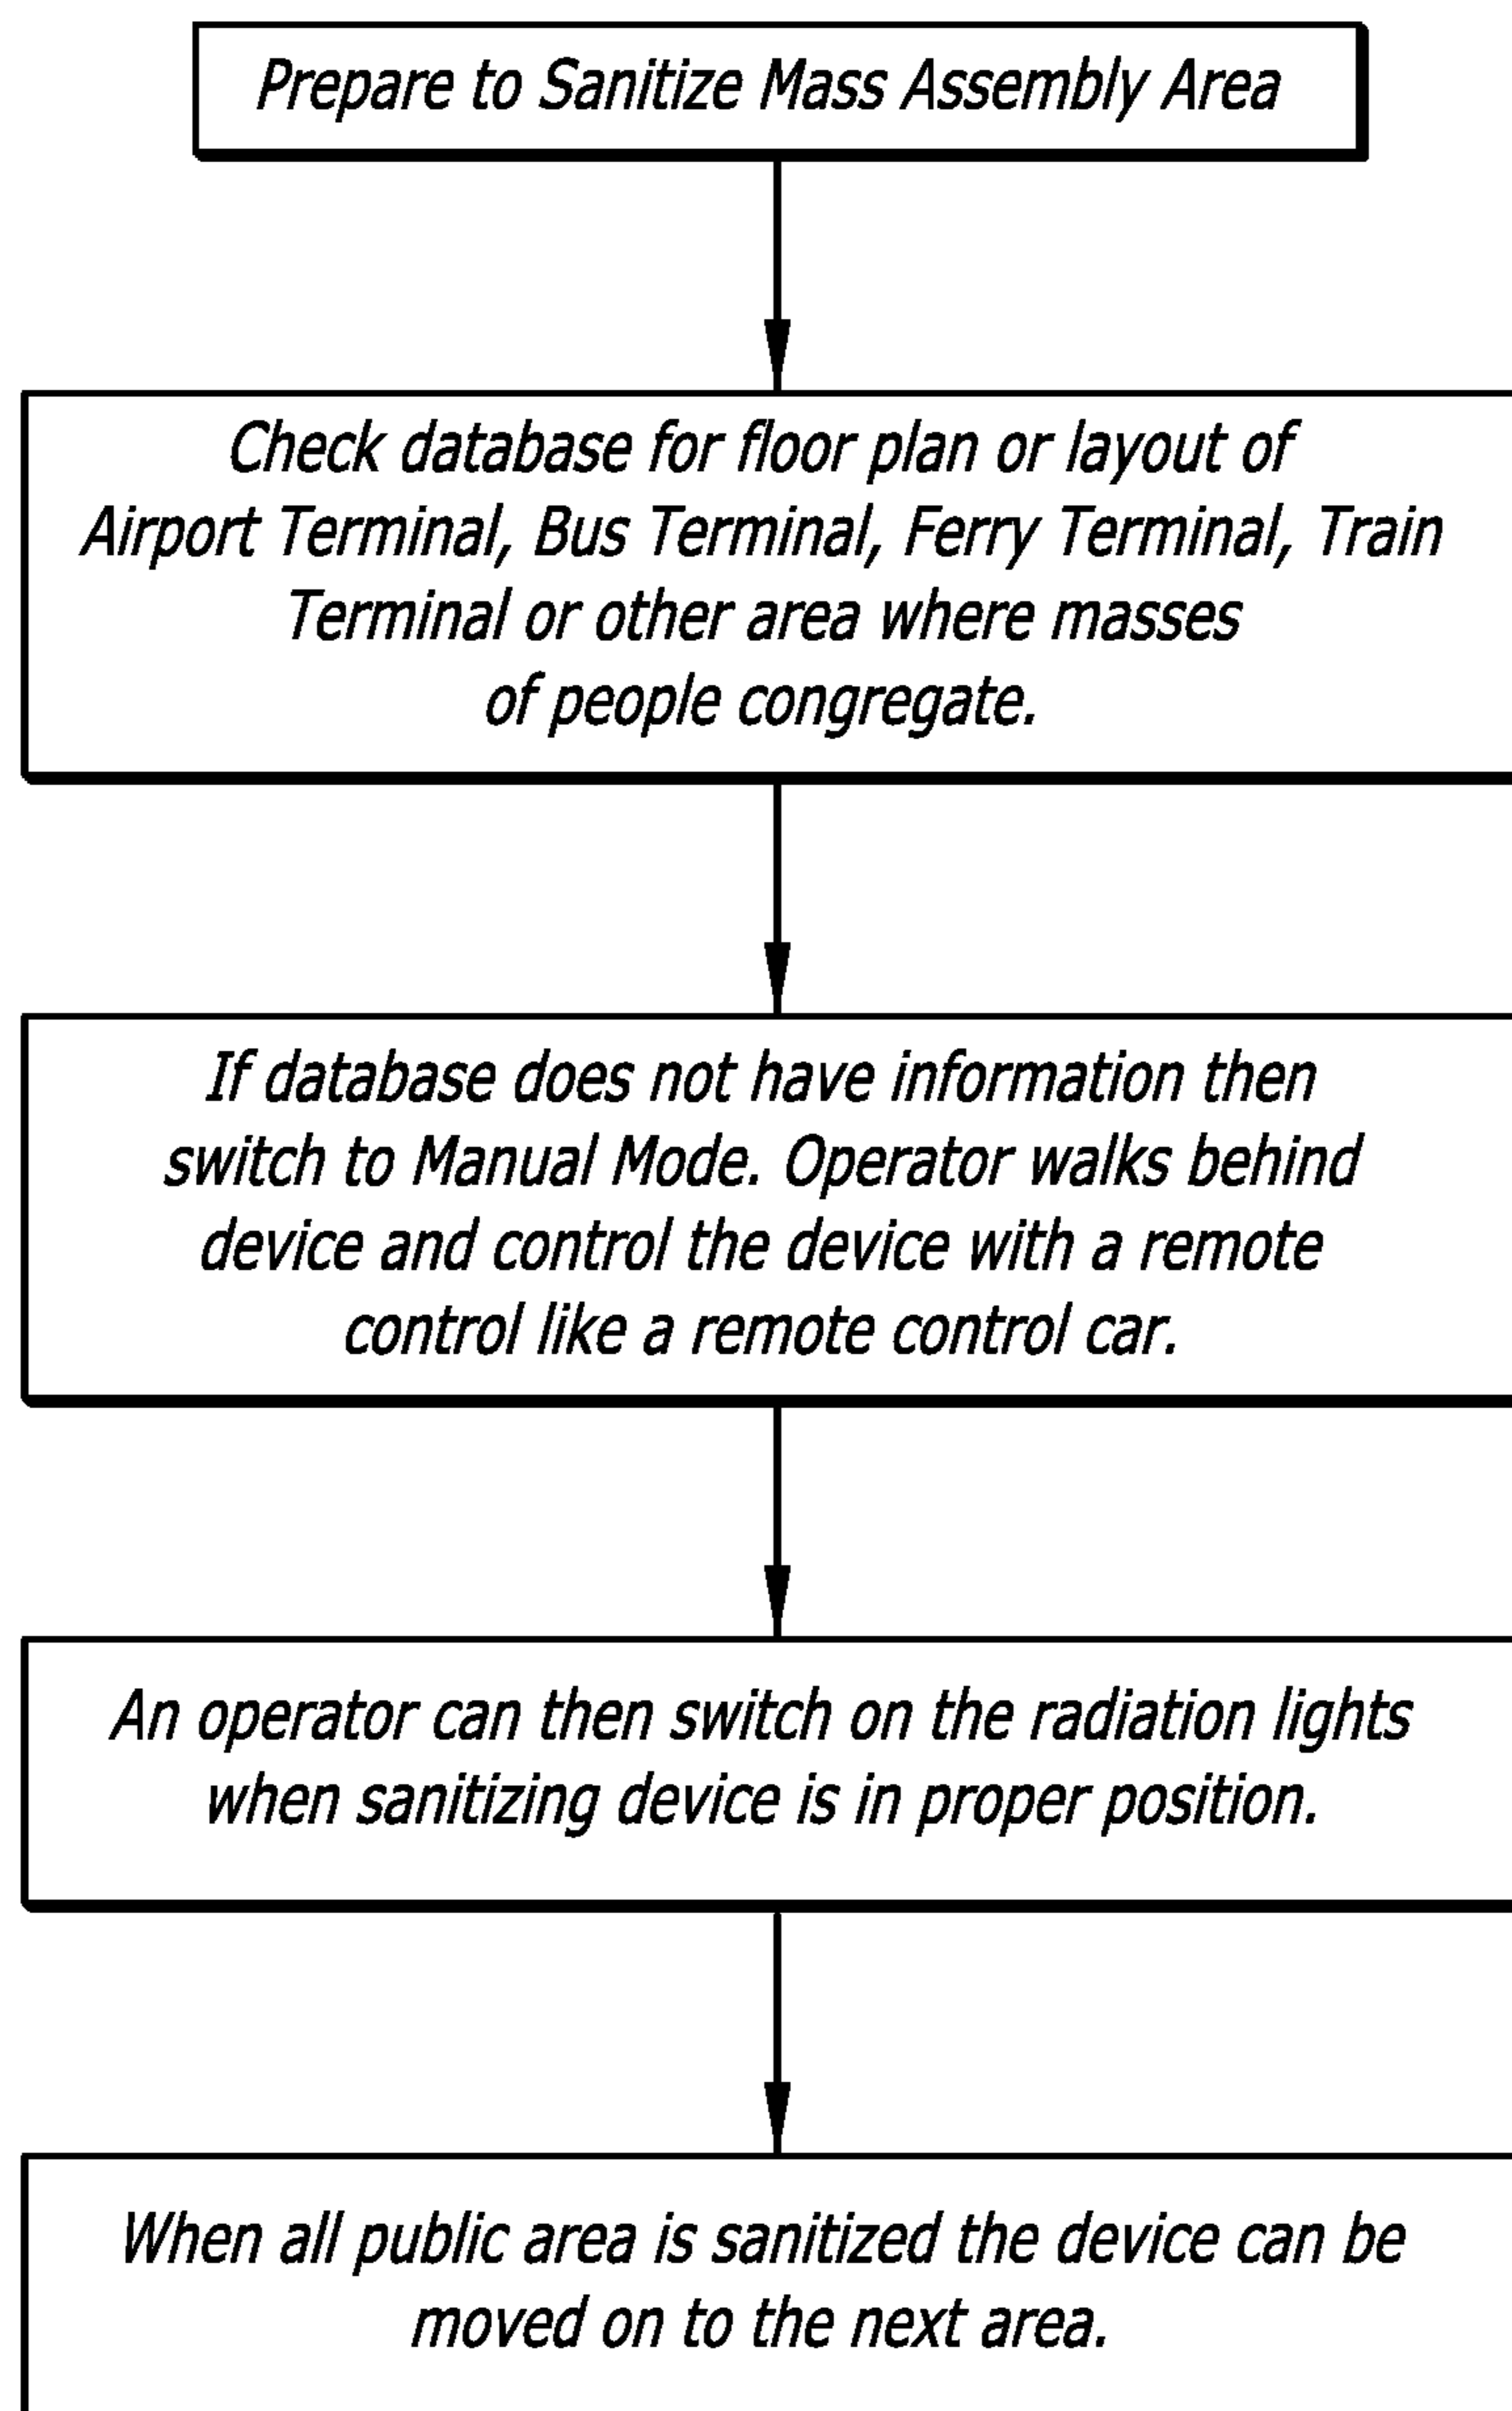 Prepare to Sanitize Mass Assembly Area
Check database for floor plan or layout of
Airport Terminal, Bus Terminal, Ferry Terminal, Train
Terminal or other area where masses
of people congregate.
If database does not have information then
switch to Manual Mode. Operator walks behind
device and control the device with a remote
control like a remote control car.
An operator can then switch on the radiation lights
when sanitizing device is in proper position.
When all public area is sanitized the device can be
moved on to the next area.